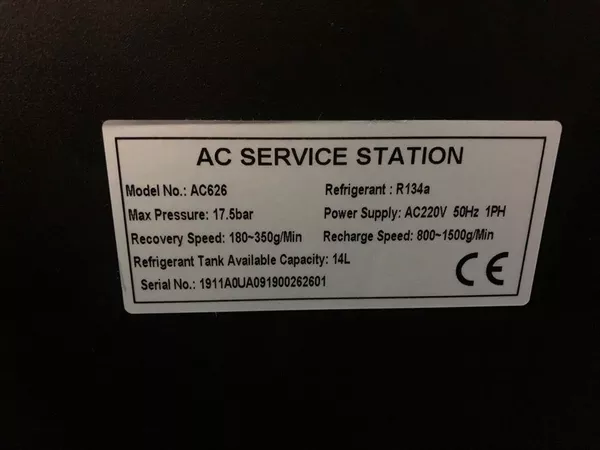 AC SERVICE STATION
Model No.: AC626 Refrigerant : R134a
Max Pressure: 17.5bar Power Supply: AC220V 50Hz 1PH
Recovery Speed: 180~350g/Min Recharge Speed: 800~1500g/Min
Refrigerant Tank Available Capacity: 14L
Serial No.: 1911A0UA091900262601
CE